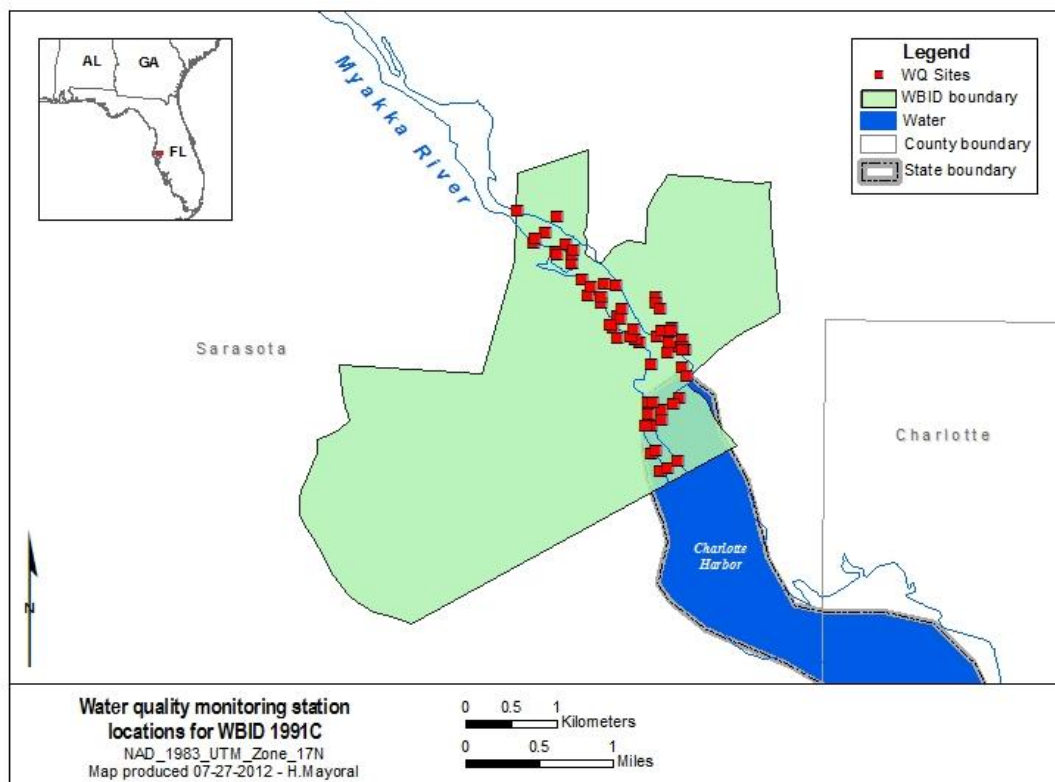 AL
GA
FL
Myakka River
Legend
WQ Sites
WBID boundary
Water
County boundary
State boundary
Sarasota
Charlotte
Charlotte
Harbor
N
Water quality monitoring station
locations for WBID 1991C
NAD_1983_UTM_Zone_17N
Map produced 07-27-2012 - H.Mayoral
0 0.5 1
Kilometers
0 0.5 1
Miles